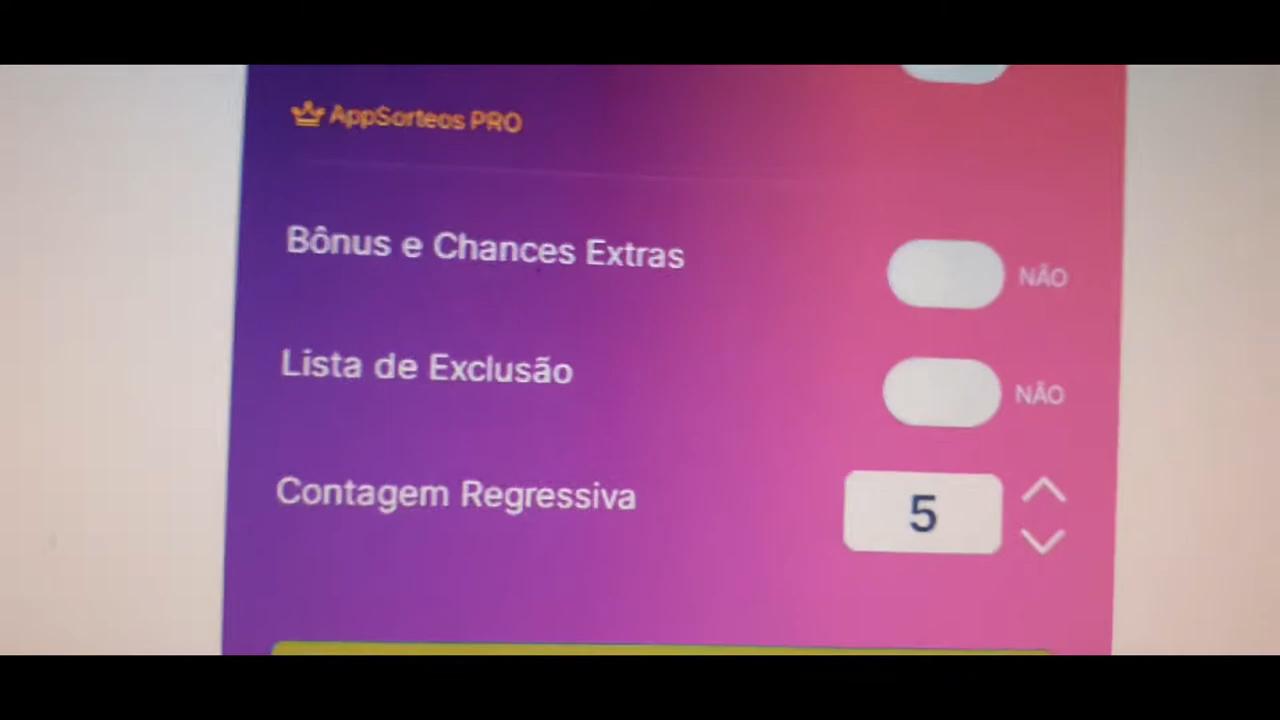 AppSorteos PRO
Bônus e Chances Extras
NÃO
Lista de Exclusão
NÃO
Contagem Regressiva
5